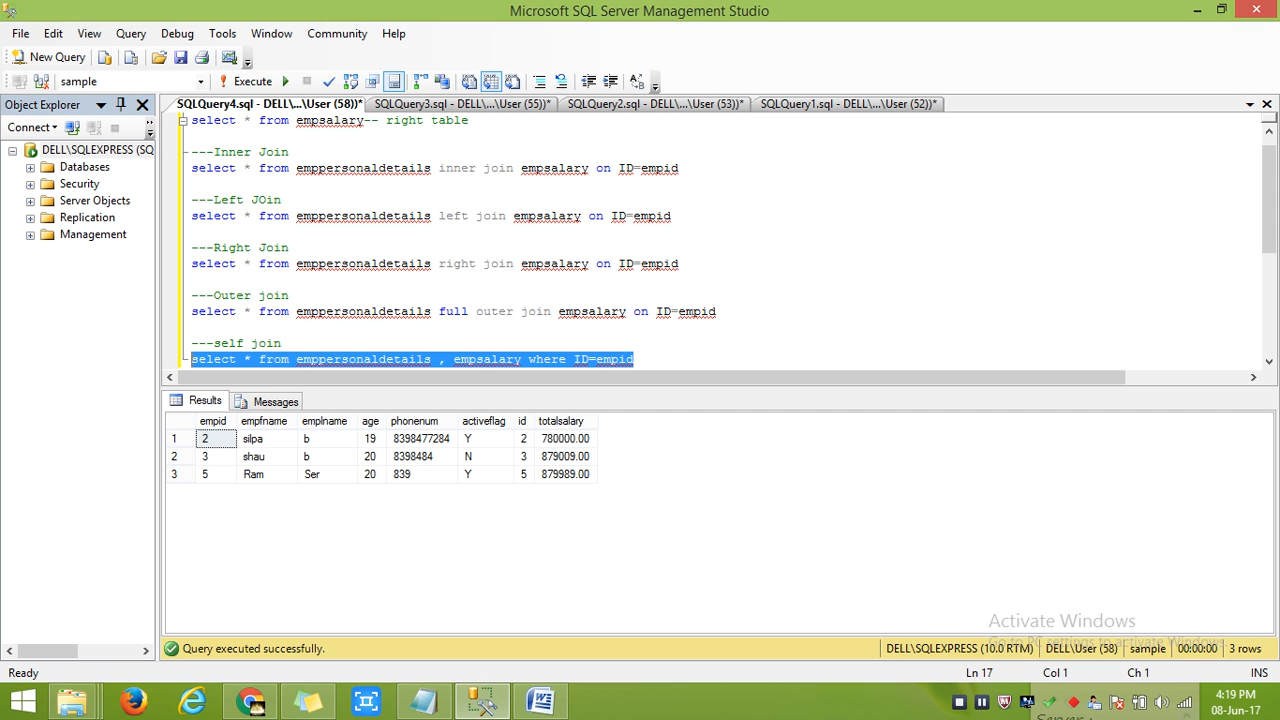 Microsoft SQL Server Management Studio
File Edit View Query Debug Tools Window Community Help
New Query
sample Execute
Object Explorer
SQLQuery4.sql - DELL\...\User (58))* SQLQuery3.sql - DELL\...\User (55))* SQLQuery2.sql - DELL\...\User (53))* SQLQuery1.sql - DELL\...\User (52))*
Connect
DELL\SQLEXPRESS (SQ
Databases
Security
Server Objects
Replication
Management
select * from empsalary-- right table
---Inner Join
select * from emppersonaldetails inner join empsalary on ID=empid
---Left JOin
select * from emppersonaldetails left join empsalary on ID=empid
---Right Join
select * from emppersonaldetails right join empsalary on ID=empid
---Outer join
select * from emppersonaldetails full outer join empsalary on ID=empid
---self join
select * from emppersonaldetails , empsalary where ID=empid
Results Messages
empid empfname emplname age phonenum activeflag id totalsalary
1 2 silpa b 19 8398477284 Y 2 780000.00
2 3 shau b 20 8398484 N 3 879009.00
3 5 Ram Ser 20 839 Y 5 879989.00
Activate Windows
Go to PC settings to activate Windows.
Query executed successfully. DELL\SQLEXPRESS (10.0 RTM) DELL\User (58) sample 00:00:00 3 rows
Ready Ln 17 Col 1 Ch 1 INS
4:19 PM
08-Jun-17